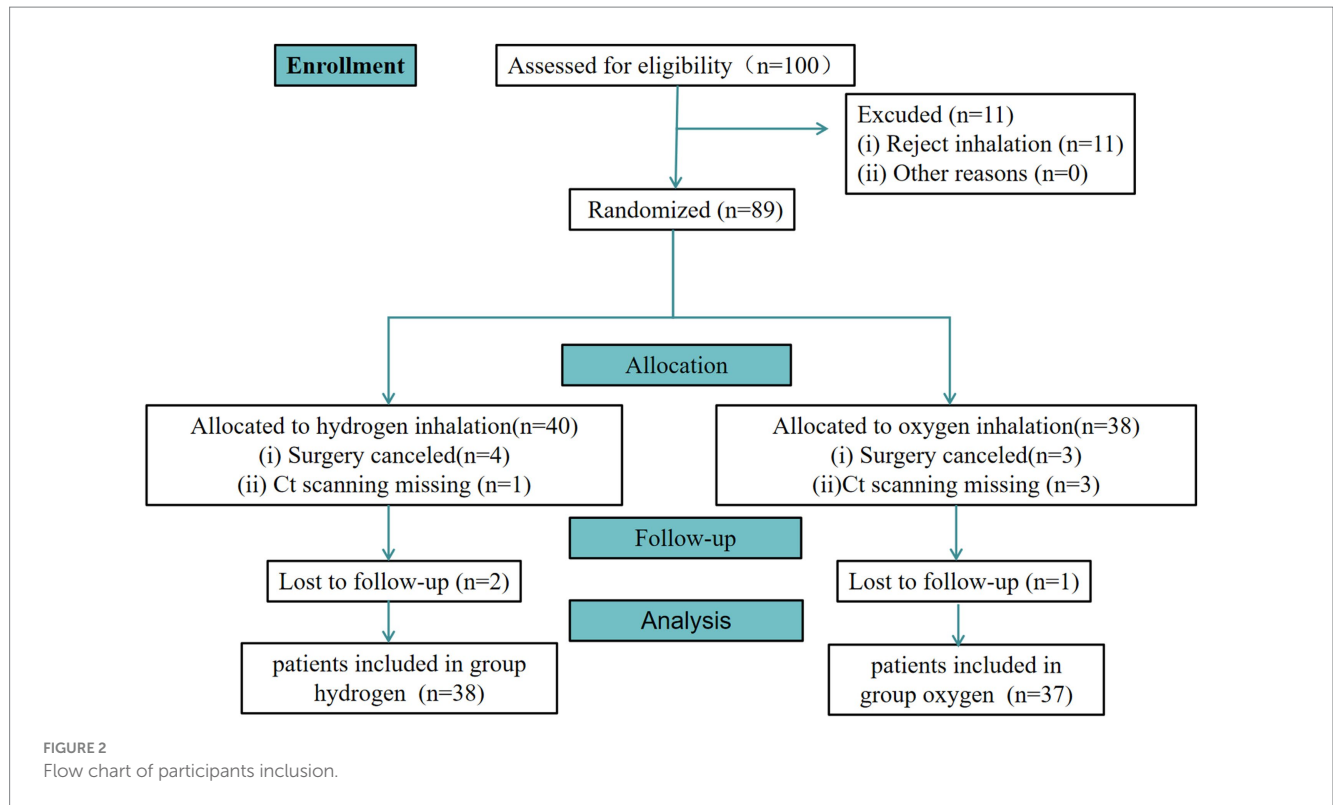 Enrollment
Assessed for eligibility（n=100）
Excuded (n=11)
(i) Reject inhalation (n=11)
(ii) Other reasons (n=0)
Randomized (n=89)
Allocation
Allocated to hydrogen inhalation(n=40)
(i) Surgery canceled(n=4)
(ii) Ct scanning missing (n=1)
Allocated to oxygen inhalation(n=38)
(i) Surgery canceled(n=3)
(ii)Ct scanning missing (n=3)
Follow-up
Lost to follow-up (n=2)
Lost to follow-up (n=1)
Analysis
patients included in group
hydrogen (n=38)
patients included in
group oxygen (n=37)
FIGURE 2
Flow chart of participants inclusion.